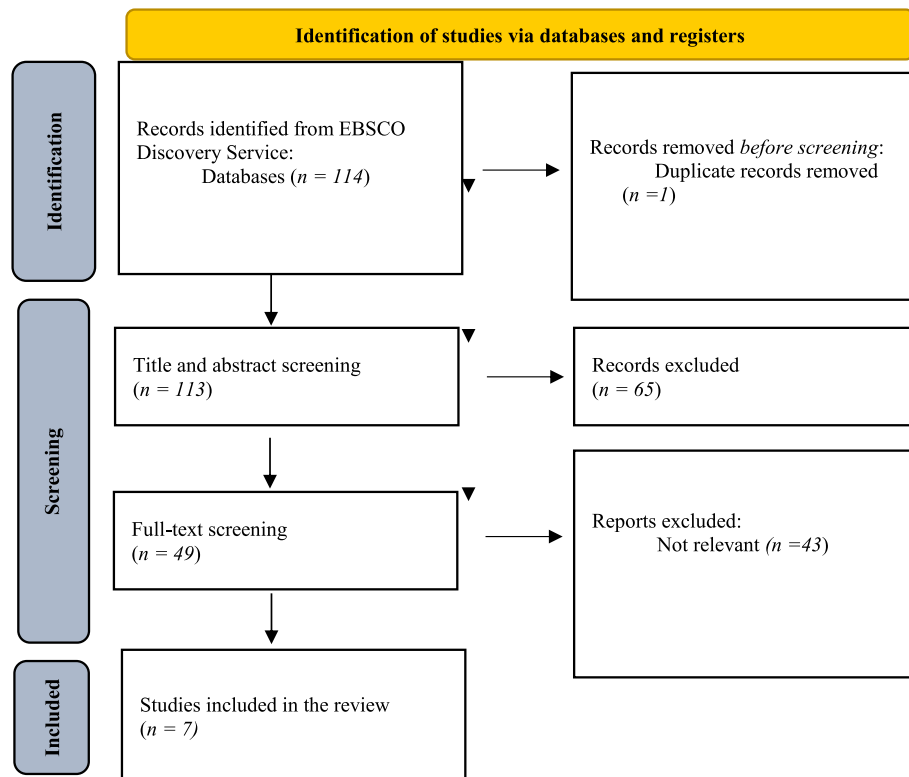 Identification of studies via databases and registers
Identification
Records identified from EBSCO
Discovery Service:
Databases (n = 114)
Records removed before screening:
Duplicate records removed
(n =1)
Screening
Title and abstract screening
(n = 113)
Records excluded
(n = 65)
Full-text screening
(n = 49)
Reports excluded:
Not relevant (n =43)
Included
Studies included in the review
(n = 7)